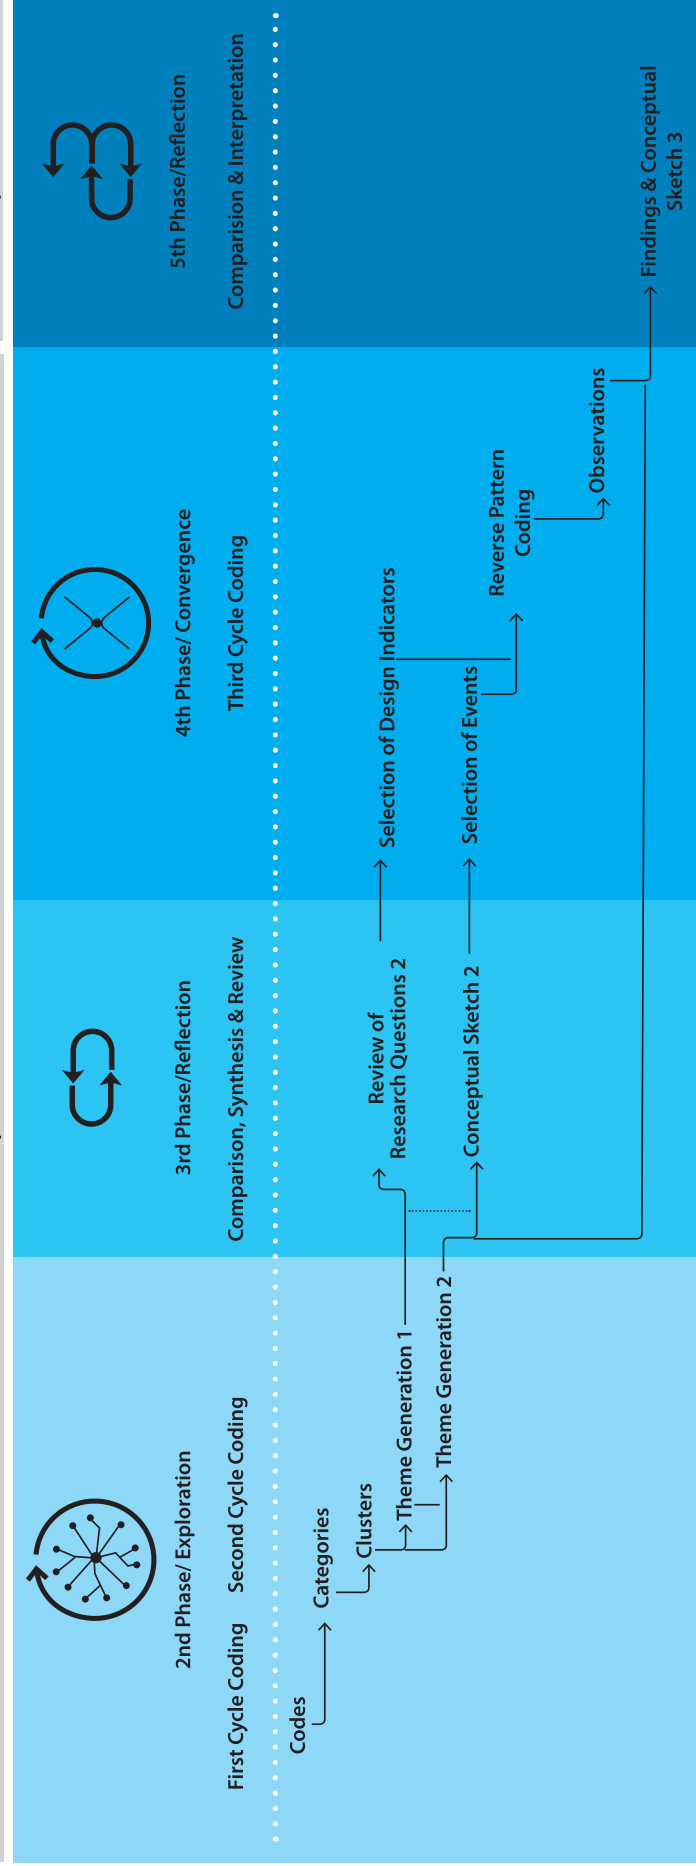 2nd Phase/ Exploration
First Cycle Coding
Second Cycle Coding
Codes
Categories
Clusters
Theme Generation 1
Theme Generation 2
3rd Phase/Reflection
Comparison, Synthesis & Review
Review of
Research Questions 2
Conceptual Sketch 2
4th Phase/ Convergence
Third Cycle Coding
Selection of Design Indicators
Selection of Events
Reverse Pattern
Coding
Observations
5th Phase/Reflection
Comparision & Interpretation
Findings & Conceptual
Sketch 3